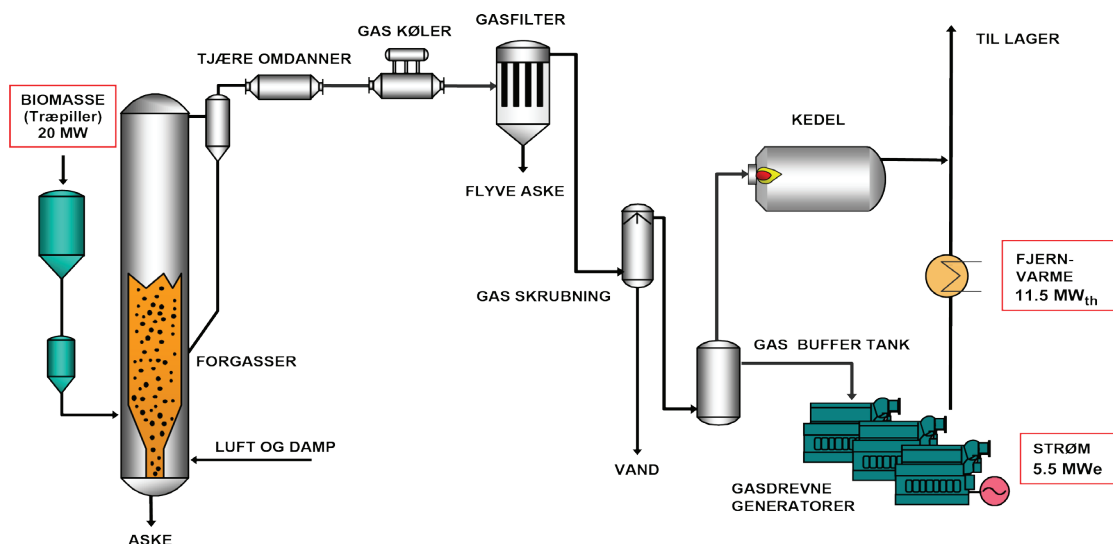 GASFILTER
GAS KØLER
TJÆRE OMDANNER
TIL LAGER
BIOMASSE
(Træpiller)
20 MW
KEDEL
FLYVE ASKE
FJERN-
VARME
11.5 MWth
GAS SKRUBNING
GAS BUFFER TANK
FORGASSER
LUFT OG DAMP
VAND
STRØM
5.5 MWe
GASDREVNE
GENERATORER
ASKE